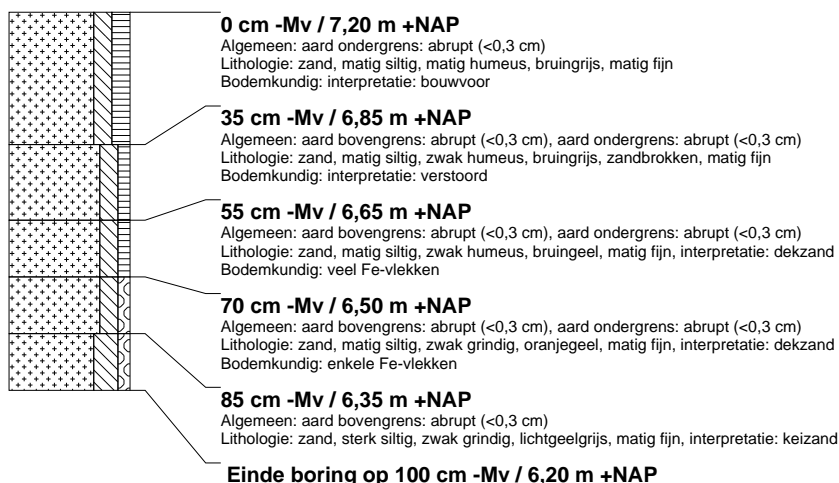 0 cm -Mv / 7,20 m +NAP
Algemeen: aard ondergrens: abrupt (<0,3 cm)
Lithologie: zand, matig siltig, matig humeus, bruingrijs, matig fijn
Bodemkundig: interpretatie: bouwvoor
35 cm -Mv / 6,85 m +NAP
Algemeen: aard bovengrens: abrupt (<0,3 cm), aard ondergrens: abrupt (<0,3 cm)
Lithologie: zand, matig siltig, zwak humeus, bruingrijs, zandbrokken, matig fijn
Bodemkundig: interpretatie: verstoord
55 cm -Mv / 6,65 m +NAP
Algemeen: aard bovengrens: abrupt (<0,3 cm), aard ondergrens: abrupt (<0,3 cm)
Lithologie: zand, matig siltig, zwak humeus, bruingeel, matig fijn, interpretatie: dekzand
Bodemkundig: veel Fe-vlekken
70 cm -Mv / 6,50 m +NAP
Algemeen: aard bovengrens: abrupt (<0,3 cm), aard ondergrens: abrupt (<0,3 cm)
Lithologie: zand, matig siltig, zwak grindig, oranjegeel, matig fijn, interpretatie: dekzand
Bodemkundig: enkele Fe-vlekken
85 cm -Mv / 6,35 m +NAP
Algemeen: aard bovengrens: abrupt (<0,3 cm)
Lithologie: zand, sterk siltig, zwak grindig, lichtgeelgrijs, matig fijn, interpretatie: keizand
Einde boring op 100 cm -Mv / 6,20 m +NAP